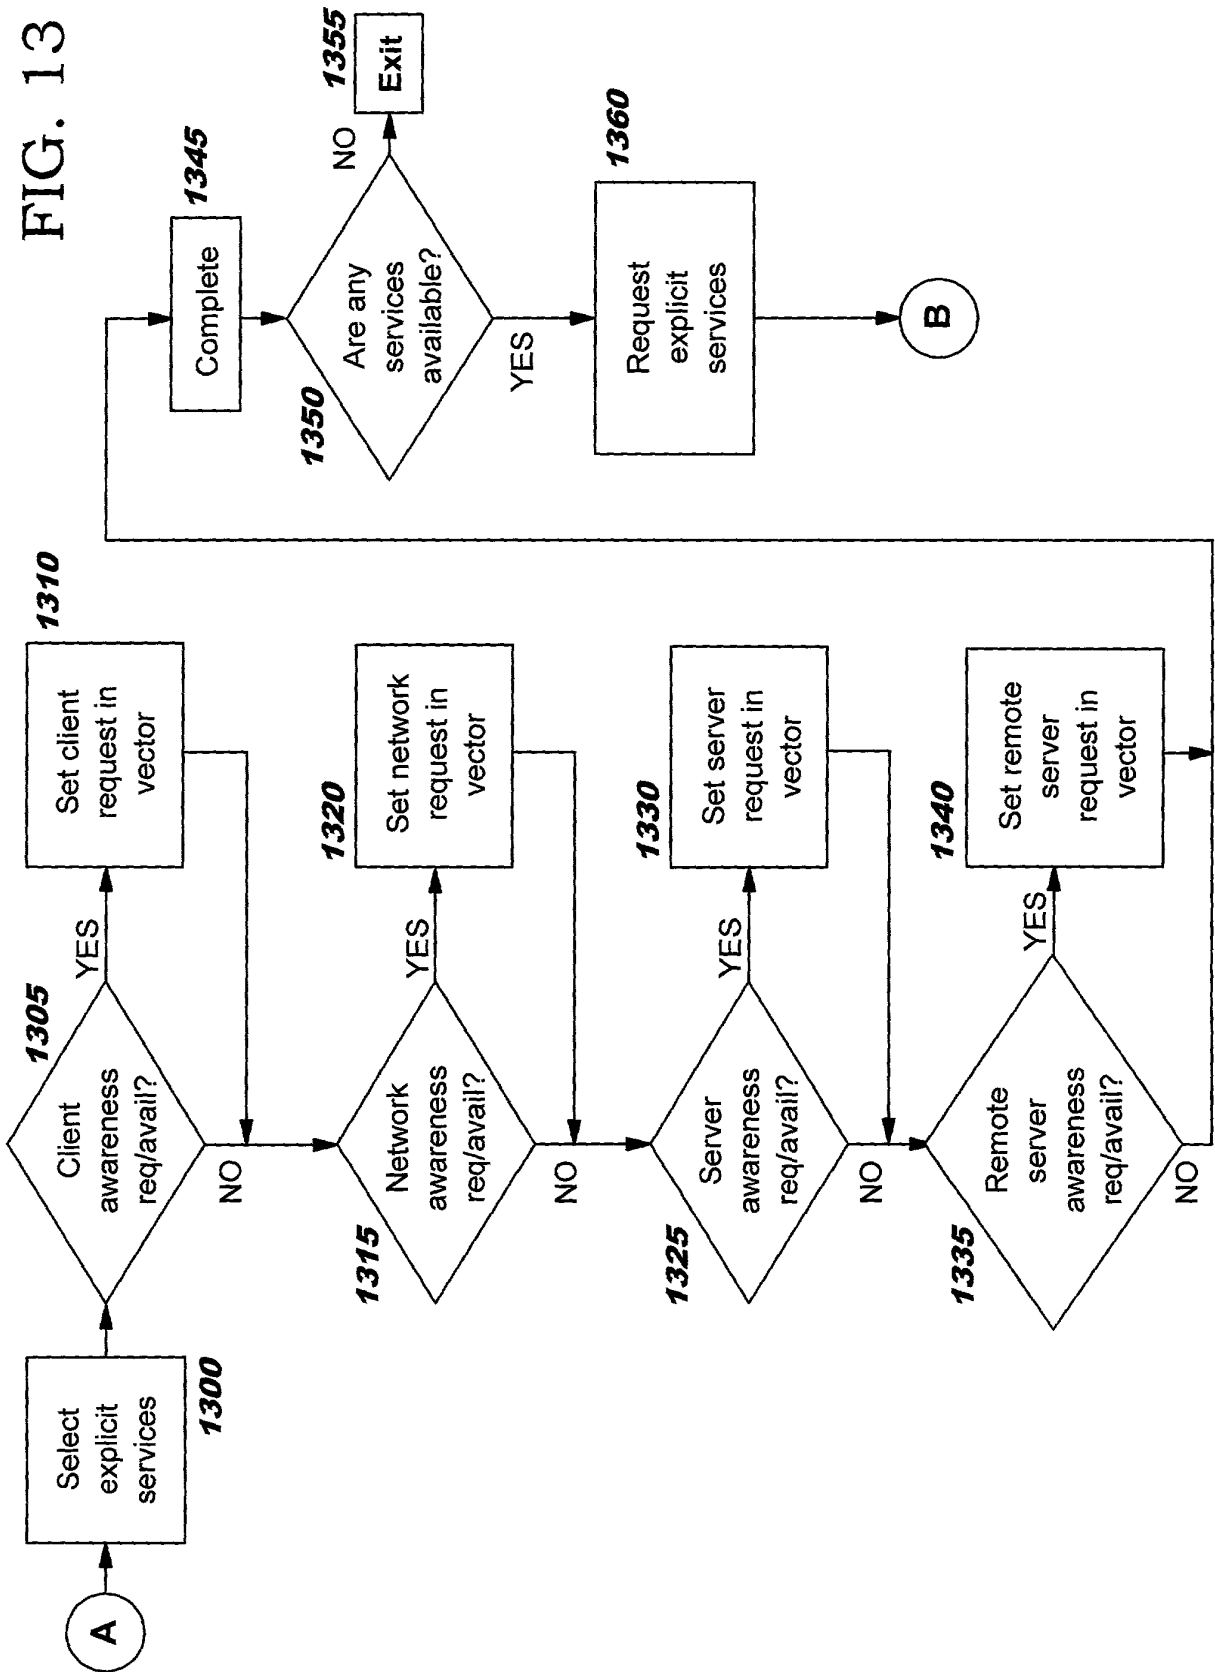 FIG. 13
A
Select
explicit
services
1300
1305
Client
awareness
req/avail?
YES
NO
1310
Set client
request in
vector
1315
Network
awareness
req/avail?
YES
NO
1320
Set network
request in
vector
1325
Server
awareness
req/avail?
YES
NO
1330
Set server
request in
vector
1335
Remote
server
awareness
req/avail?
YES
NO
1340
Set remote
server
request in
vector
1345
Complete
1350
Are any
services
available?
NO
1355
Exit
YES
1360
Request
explicit
services
B